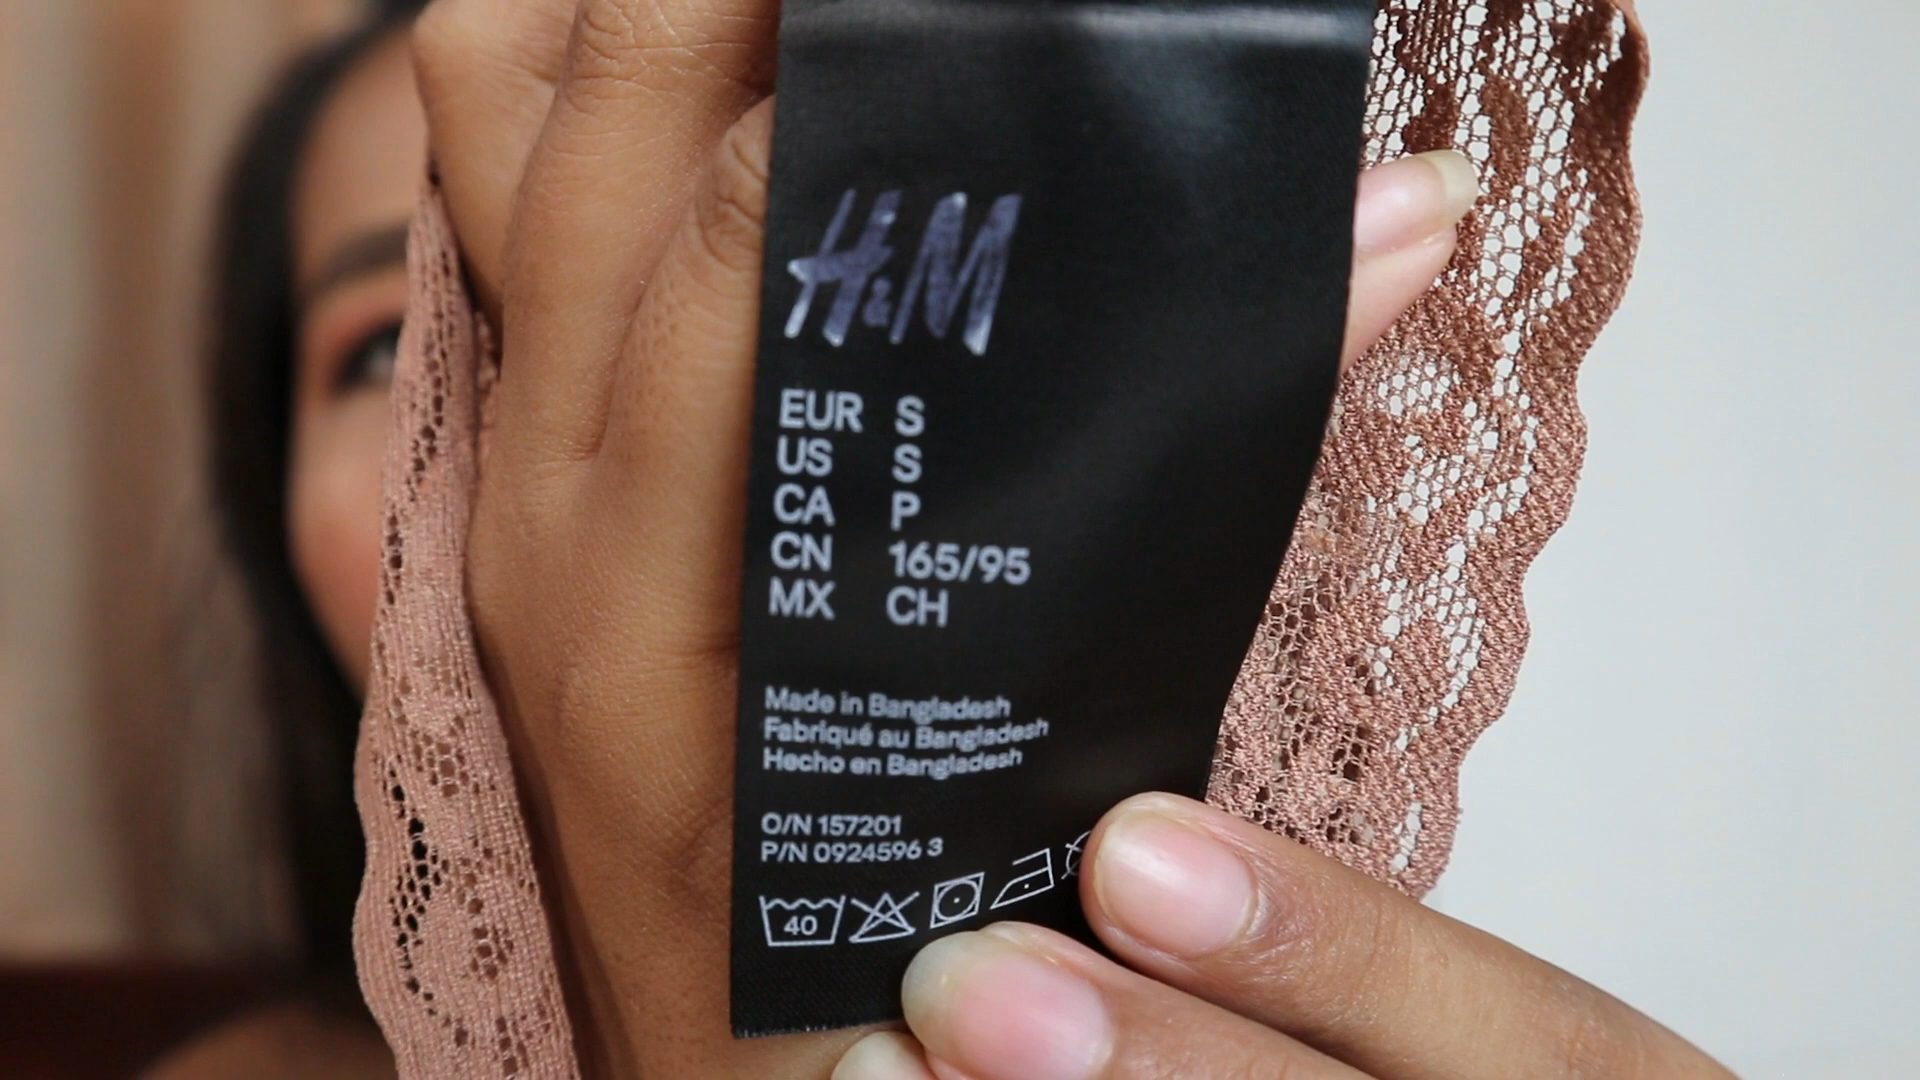 H&M
EUR S
US S
CA P
CN 165/95
MX CH
Made in Bangladesh
Fabriqué au Bangladesh
Hecho en Bangladesh
O/N 157201
P/N 0924596 3
40